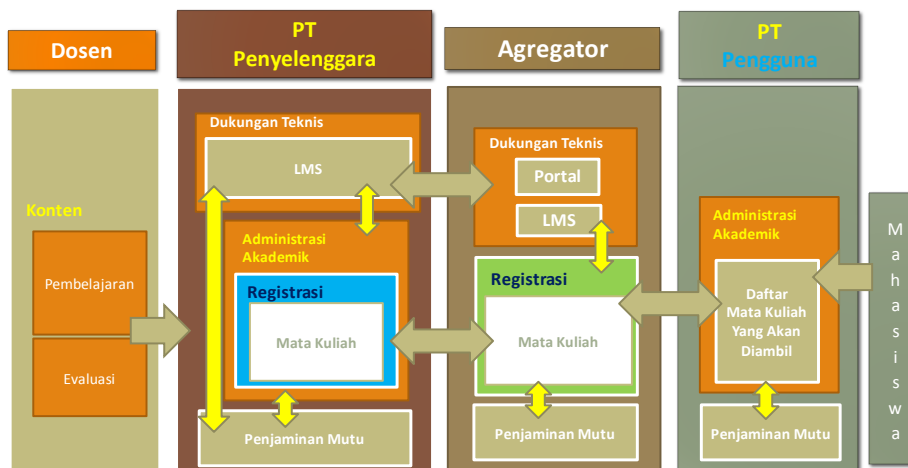 Dosen
PT
Penyelenggara
Agregator
PT
Pengguna
Konten
Pembelajaran
Evaluasi
Dukungan Teknis
LMS
Administrasi
Akademik
Registrasi
Mata Kuliah
Penjaminan Mutu
Dukungan Teknis
Portal
LMS
Registrasi
Mata Kuliah
Penjaminan Mutu
Administrasi
Akademik
Daftar
Mata Kuliah
Yang Akan
Diambil
Penjaminan Mutu
M
a
h
a
s
i
s
w
a